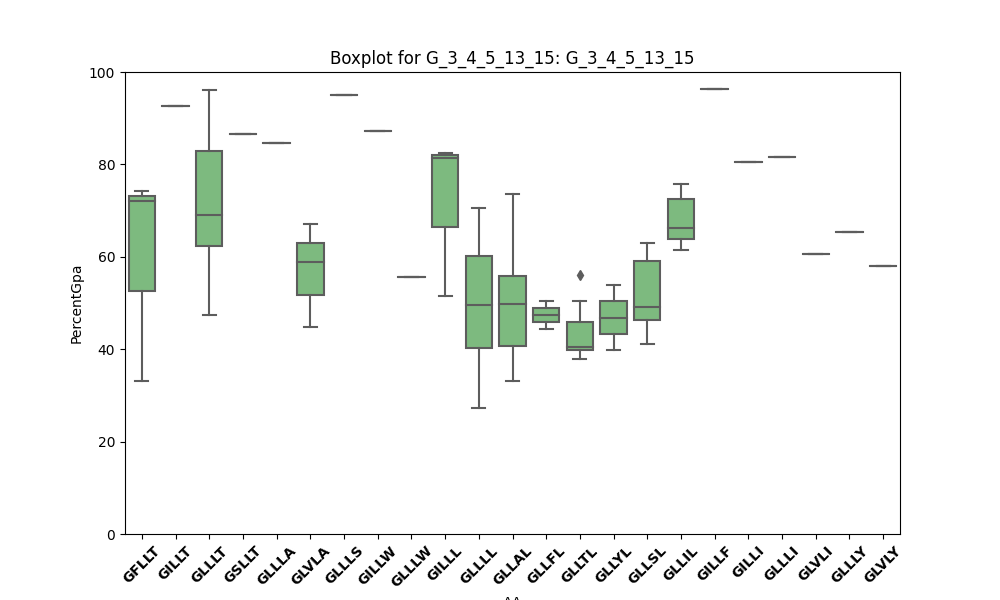 Boxplot for G_3_4_5_13_15: G_3_4_5_13_15
PercentGpa
100
80
60
40
20
0
GFLLT GILLT GLLLT GSLLT GLLLA GLVLA GLLLS GILLW GLLLW GILLL GLLLL GLLAL GLLFL GLLTL GLLYL GLLSL GLLIL GILLF GILLI GLLLI GLVLI GLLLY GLVLY
AA